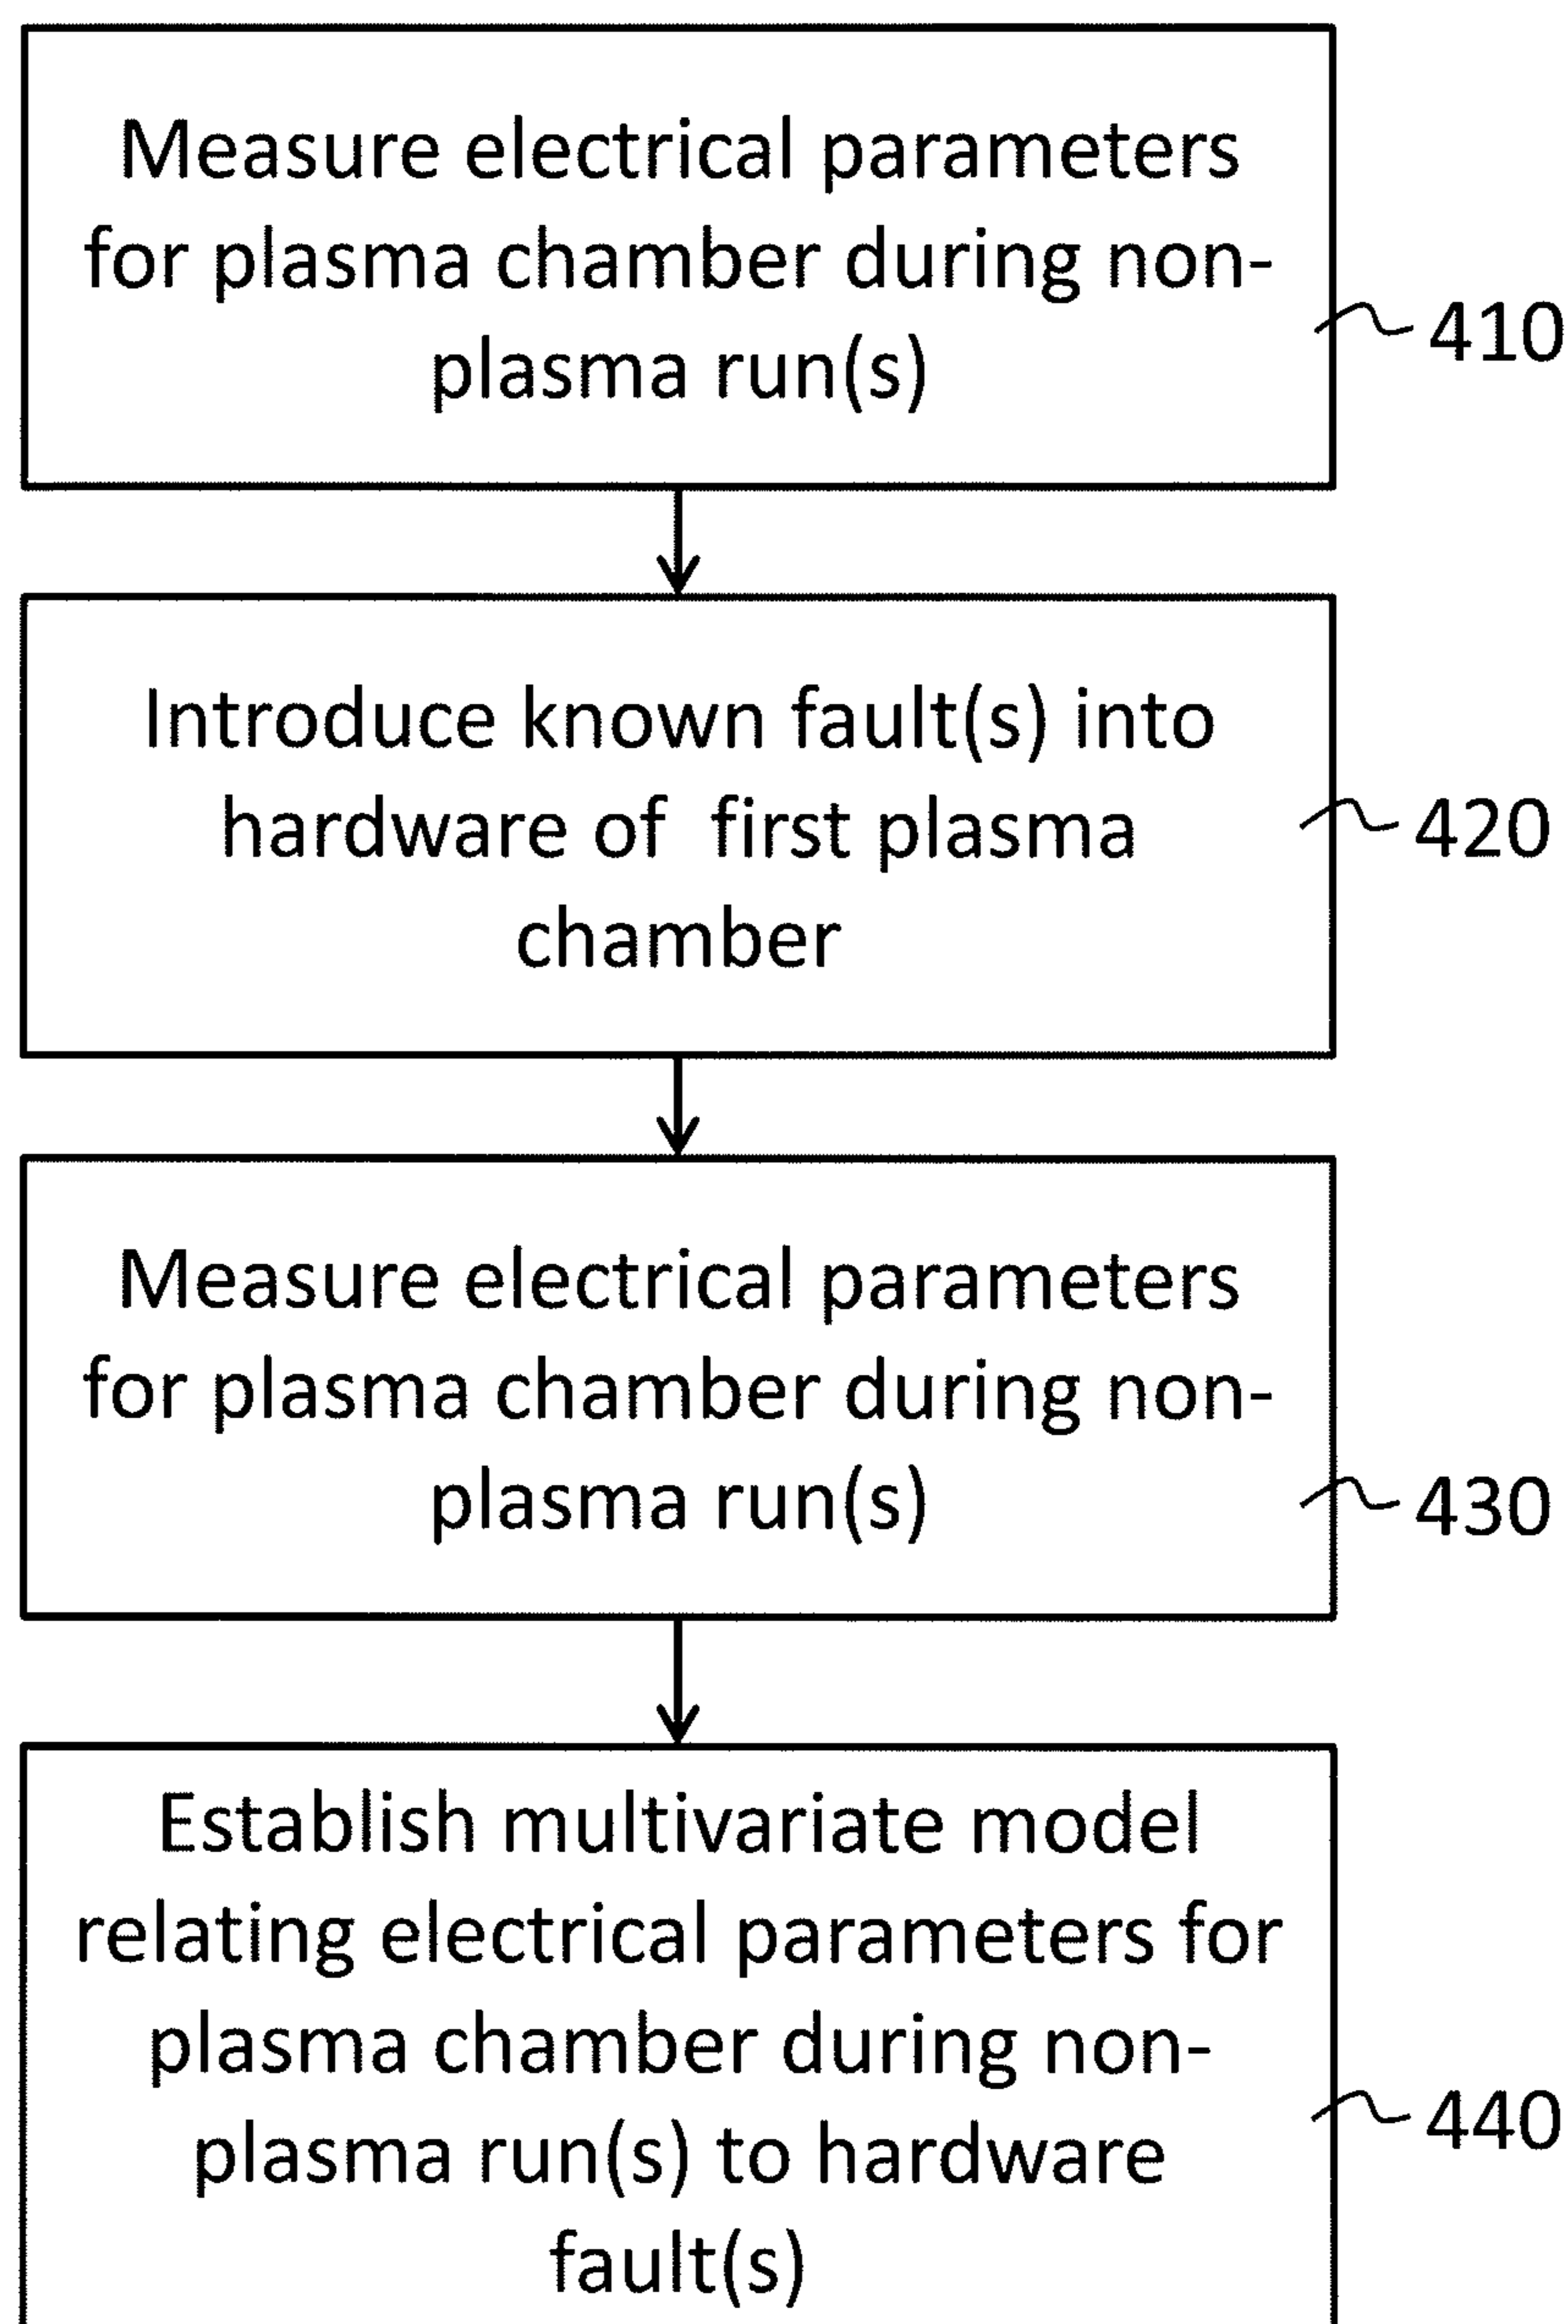 Measure electrical parameters
for plasma chamber during non-
plasma run(s)
410
Introduce known fault(s) into
hardware of first plasma
chamber
420
Measure electrical parameters
for plasma chamber during non-
plasma run(s)
430
Establish multivariate model
relating electrical parameters for
plasma chamber during non-
plasma run(s) to hardware
fault(s)
440